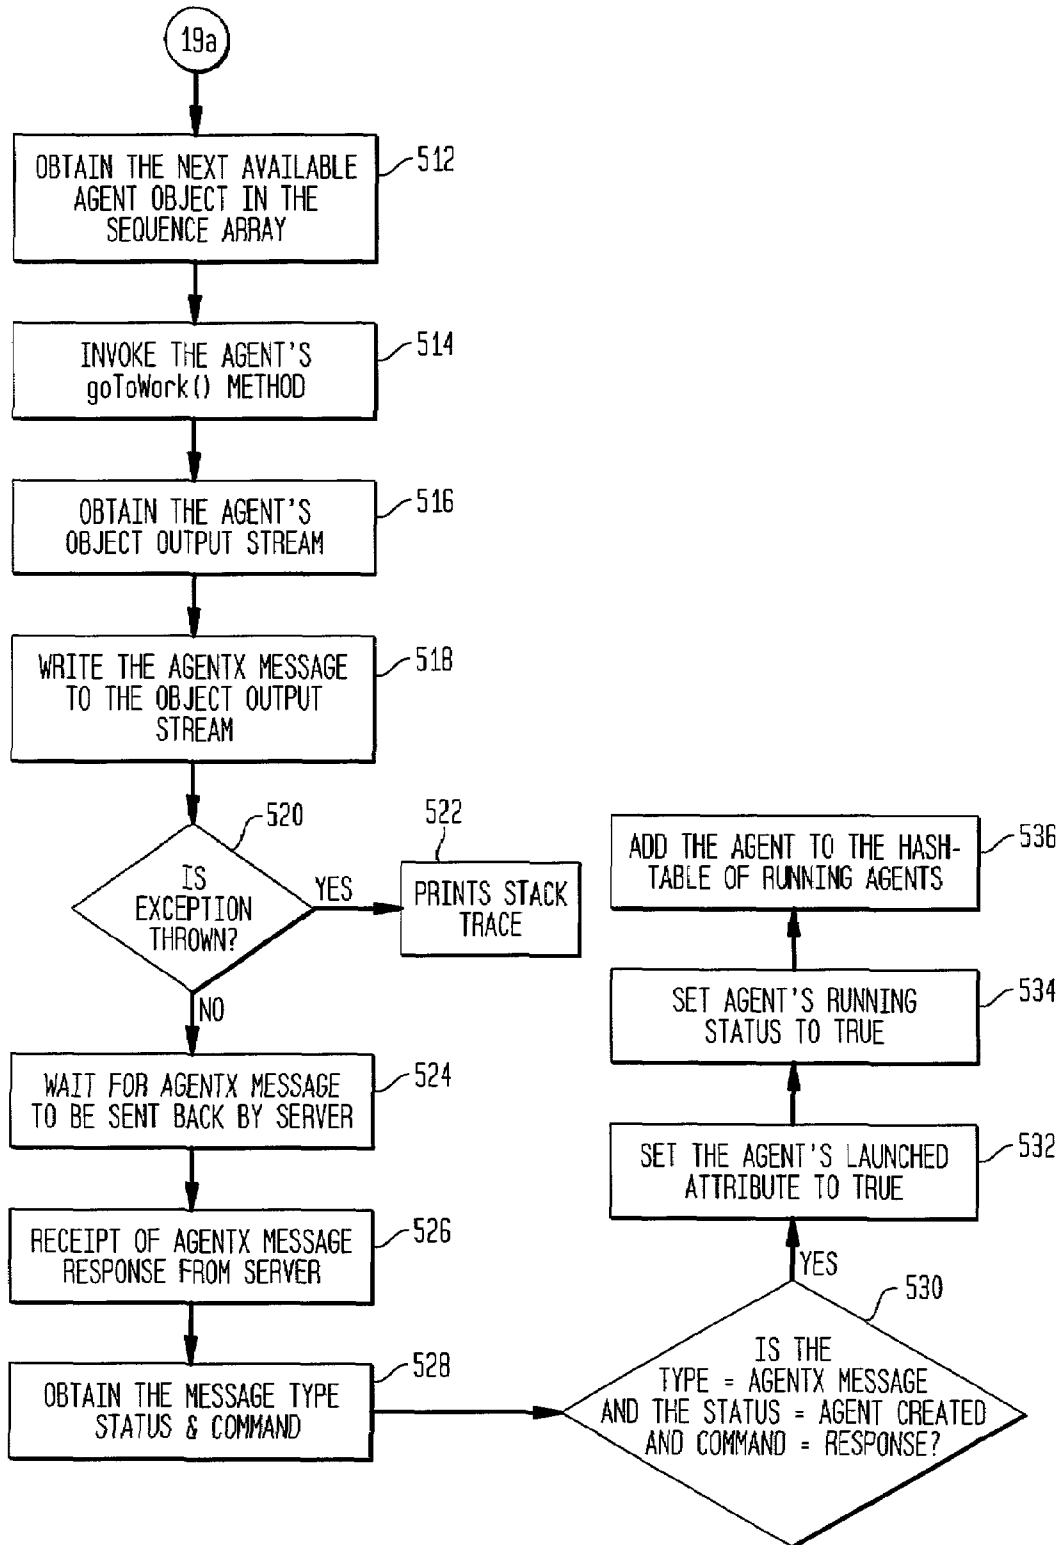 19a
OBTAIN THE NEXT AVAILABLE
AGENT OBJECT IN THE
SEQUENCE ARRAY
512
INVOKE THE AGENT'S
goToWork() METHOD
514
OBTAIN THE AGENT'S
OBJECT OUTPUT STREAM
516
WRITE THE AGENTX MESSAGE
TO THE OBJECT OUTPUT
STREAM
518
IS
EXCEPTION
THROWN?
520
YES
PRINTS STACK
TRACE
522
NO
WAIT FOR AGENTX MESSAGE
TO BE SENT BACK BY SERVER
524
RECEIPT OF AGENTX MESSAGE
RESPONSE FROM SERVER
526
OBTAIN THE MESSAGE TYPE
STATUS & COMMAND
528
IS THE
TYPE = AGENTX MESSAGE
AND THE STATUS = AGENT CREATED
AND COMMAND = RESPONSE?
530
YES
SET THE AGENT'S LAUNCHED
ATTRIBUTE TO TRUE
532
SET AGENT'S RUNNING
STATUS TO TRUE
534
ADD THE AGENT TO THE HASH-
TABLE OF RUNNING AGENTS
536